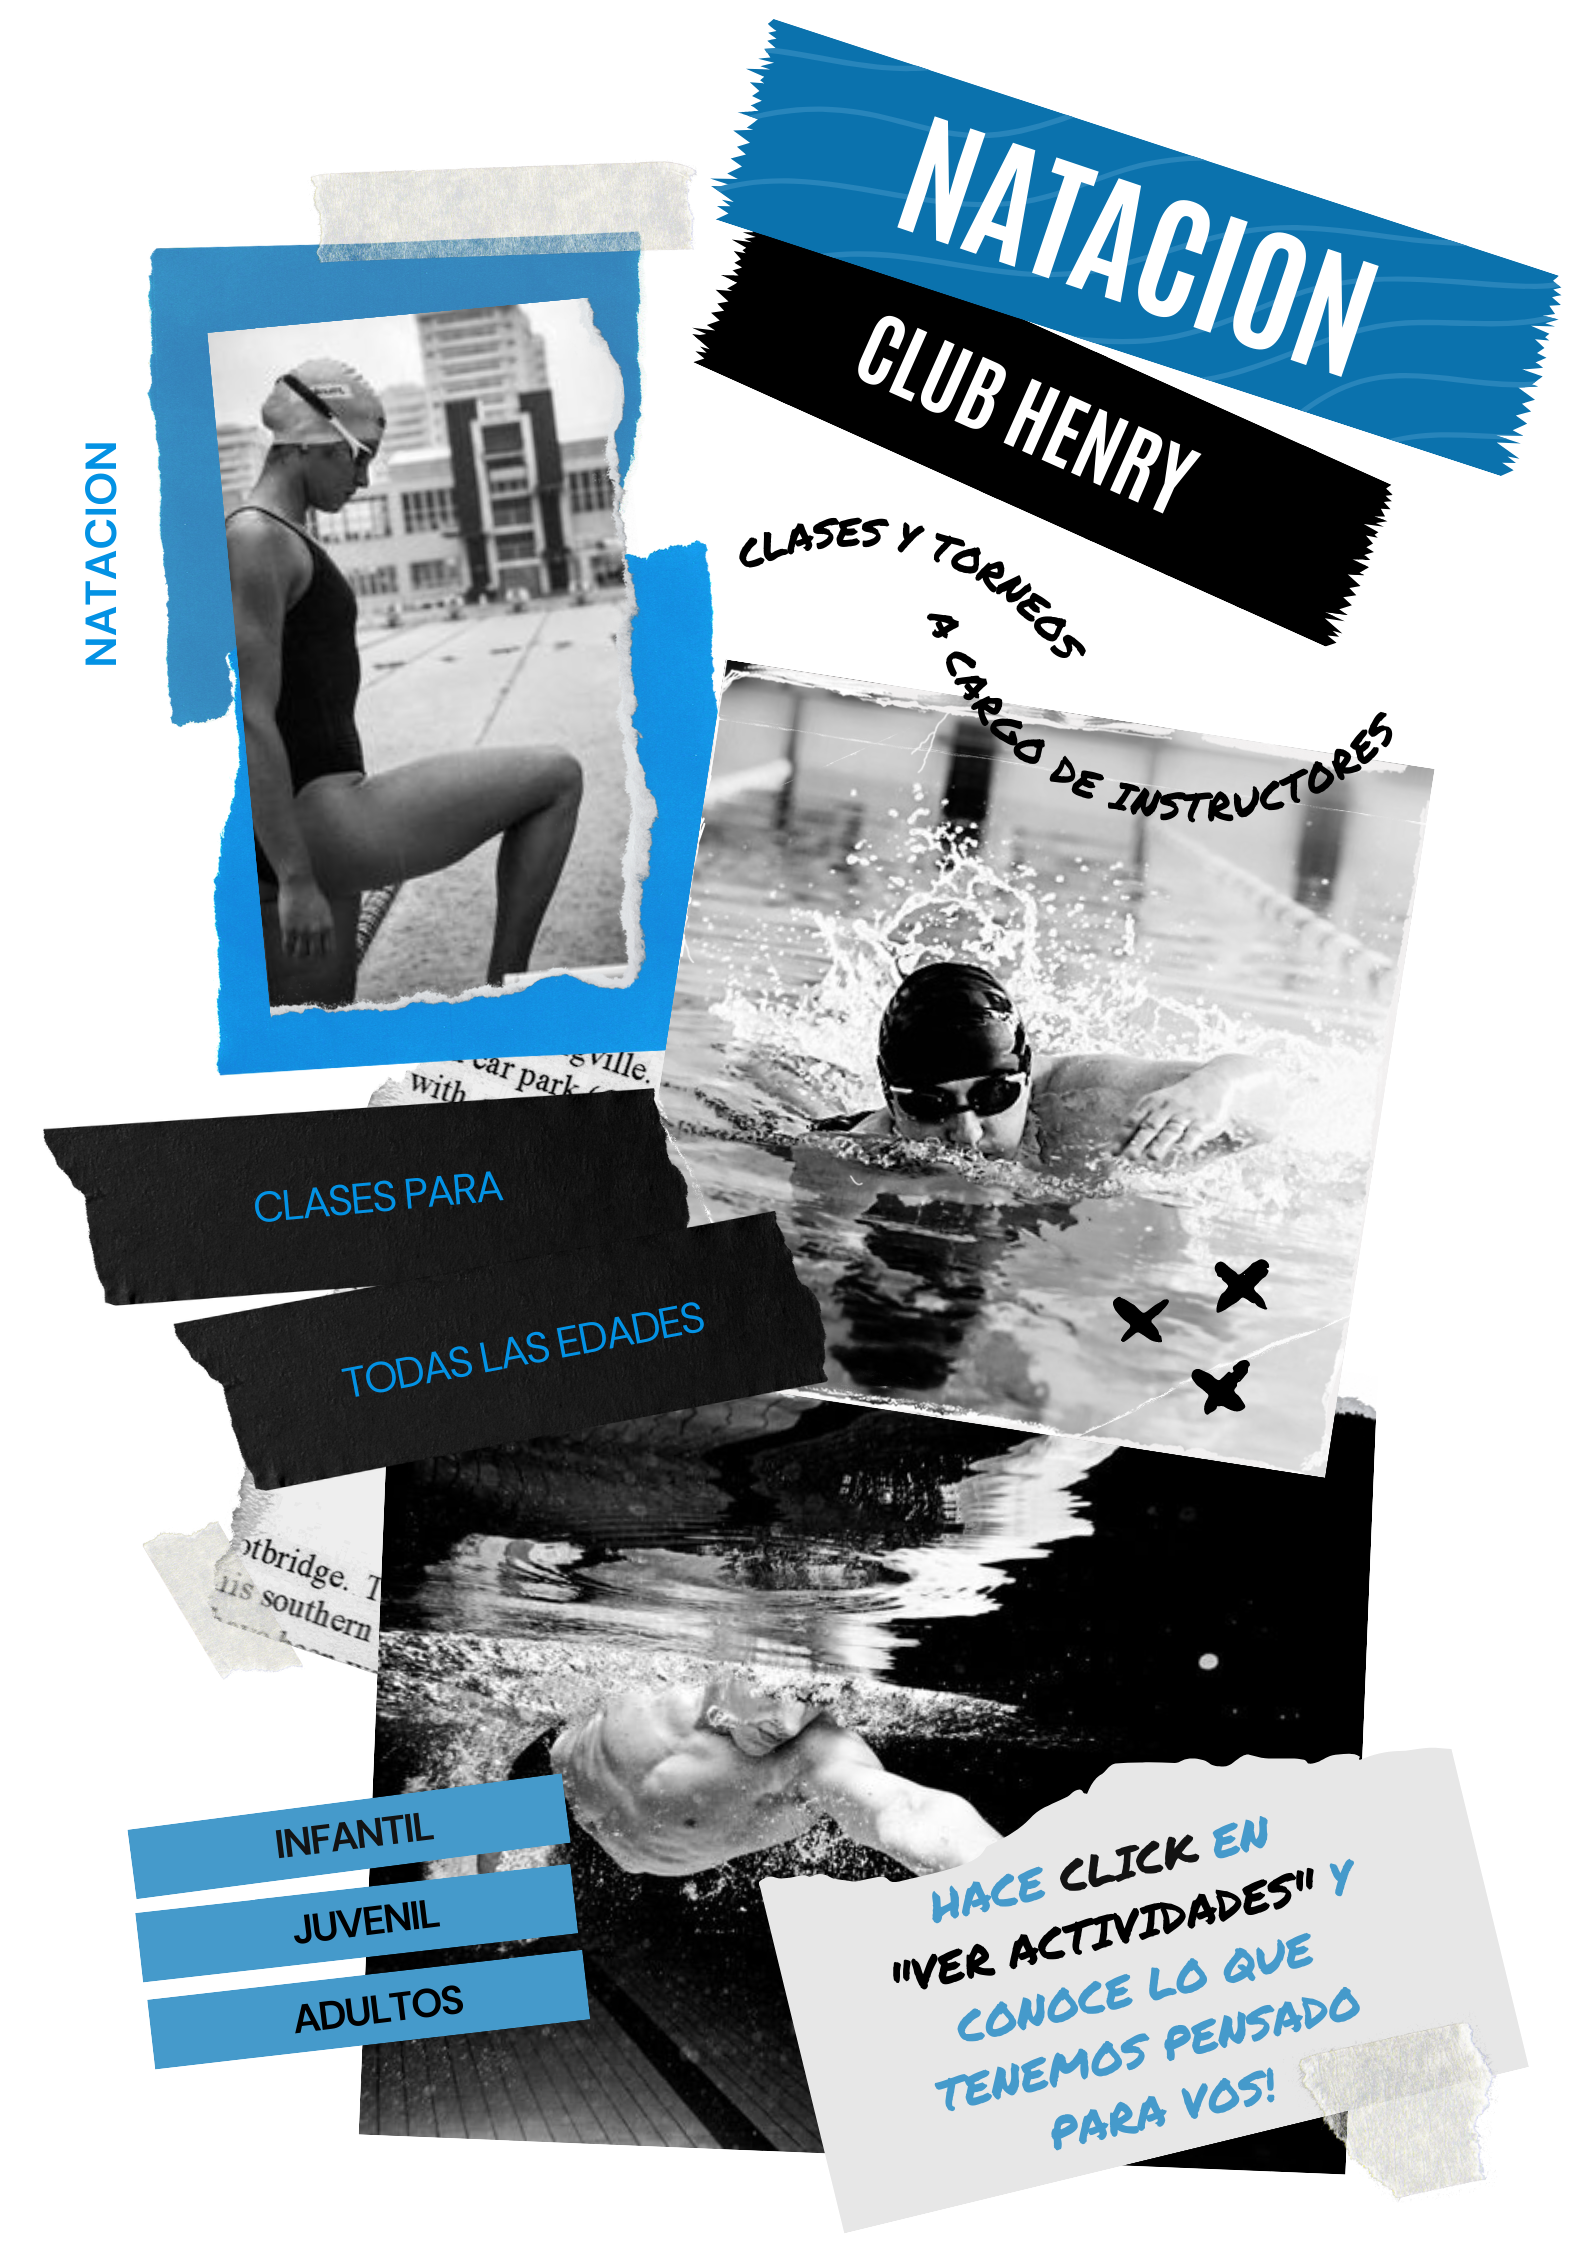 NATACION
CLUB HENRY
NATACION
CLASES Y TORNEOS
A CARGO DE INSTRUCTORES
gville.
car park
with
CLASES PARA
TODAS LAS EDADES
otbridge. T
his southern
INFANTIL
JUVENIL
ADULTOS
HACE CLICK EN
"VER ACTIVIDADES" Y
CONOCE LO QUE
TENEMOS PENSADO
PARA VOS!